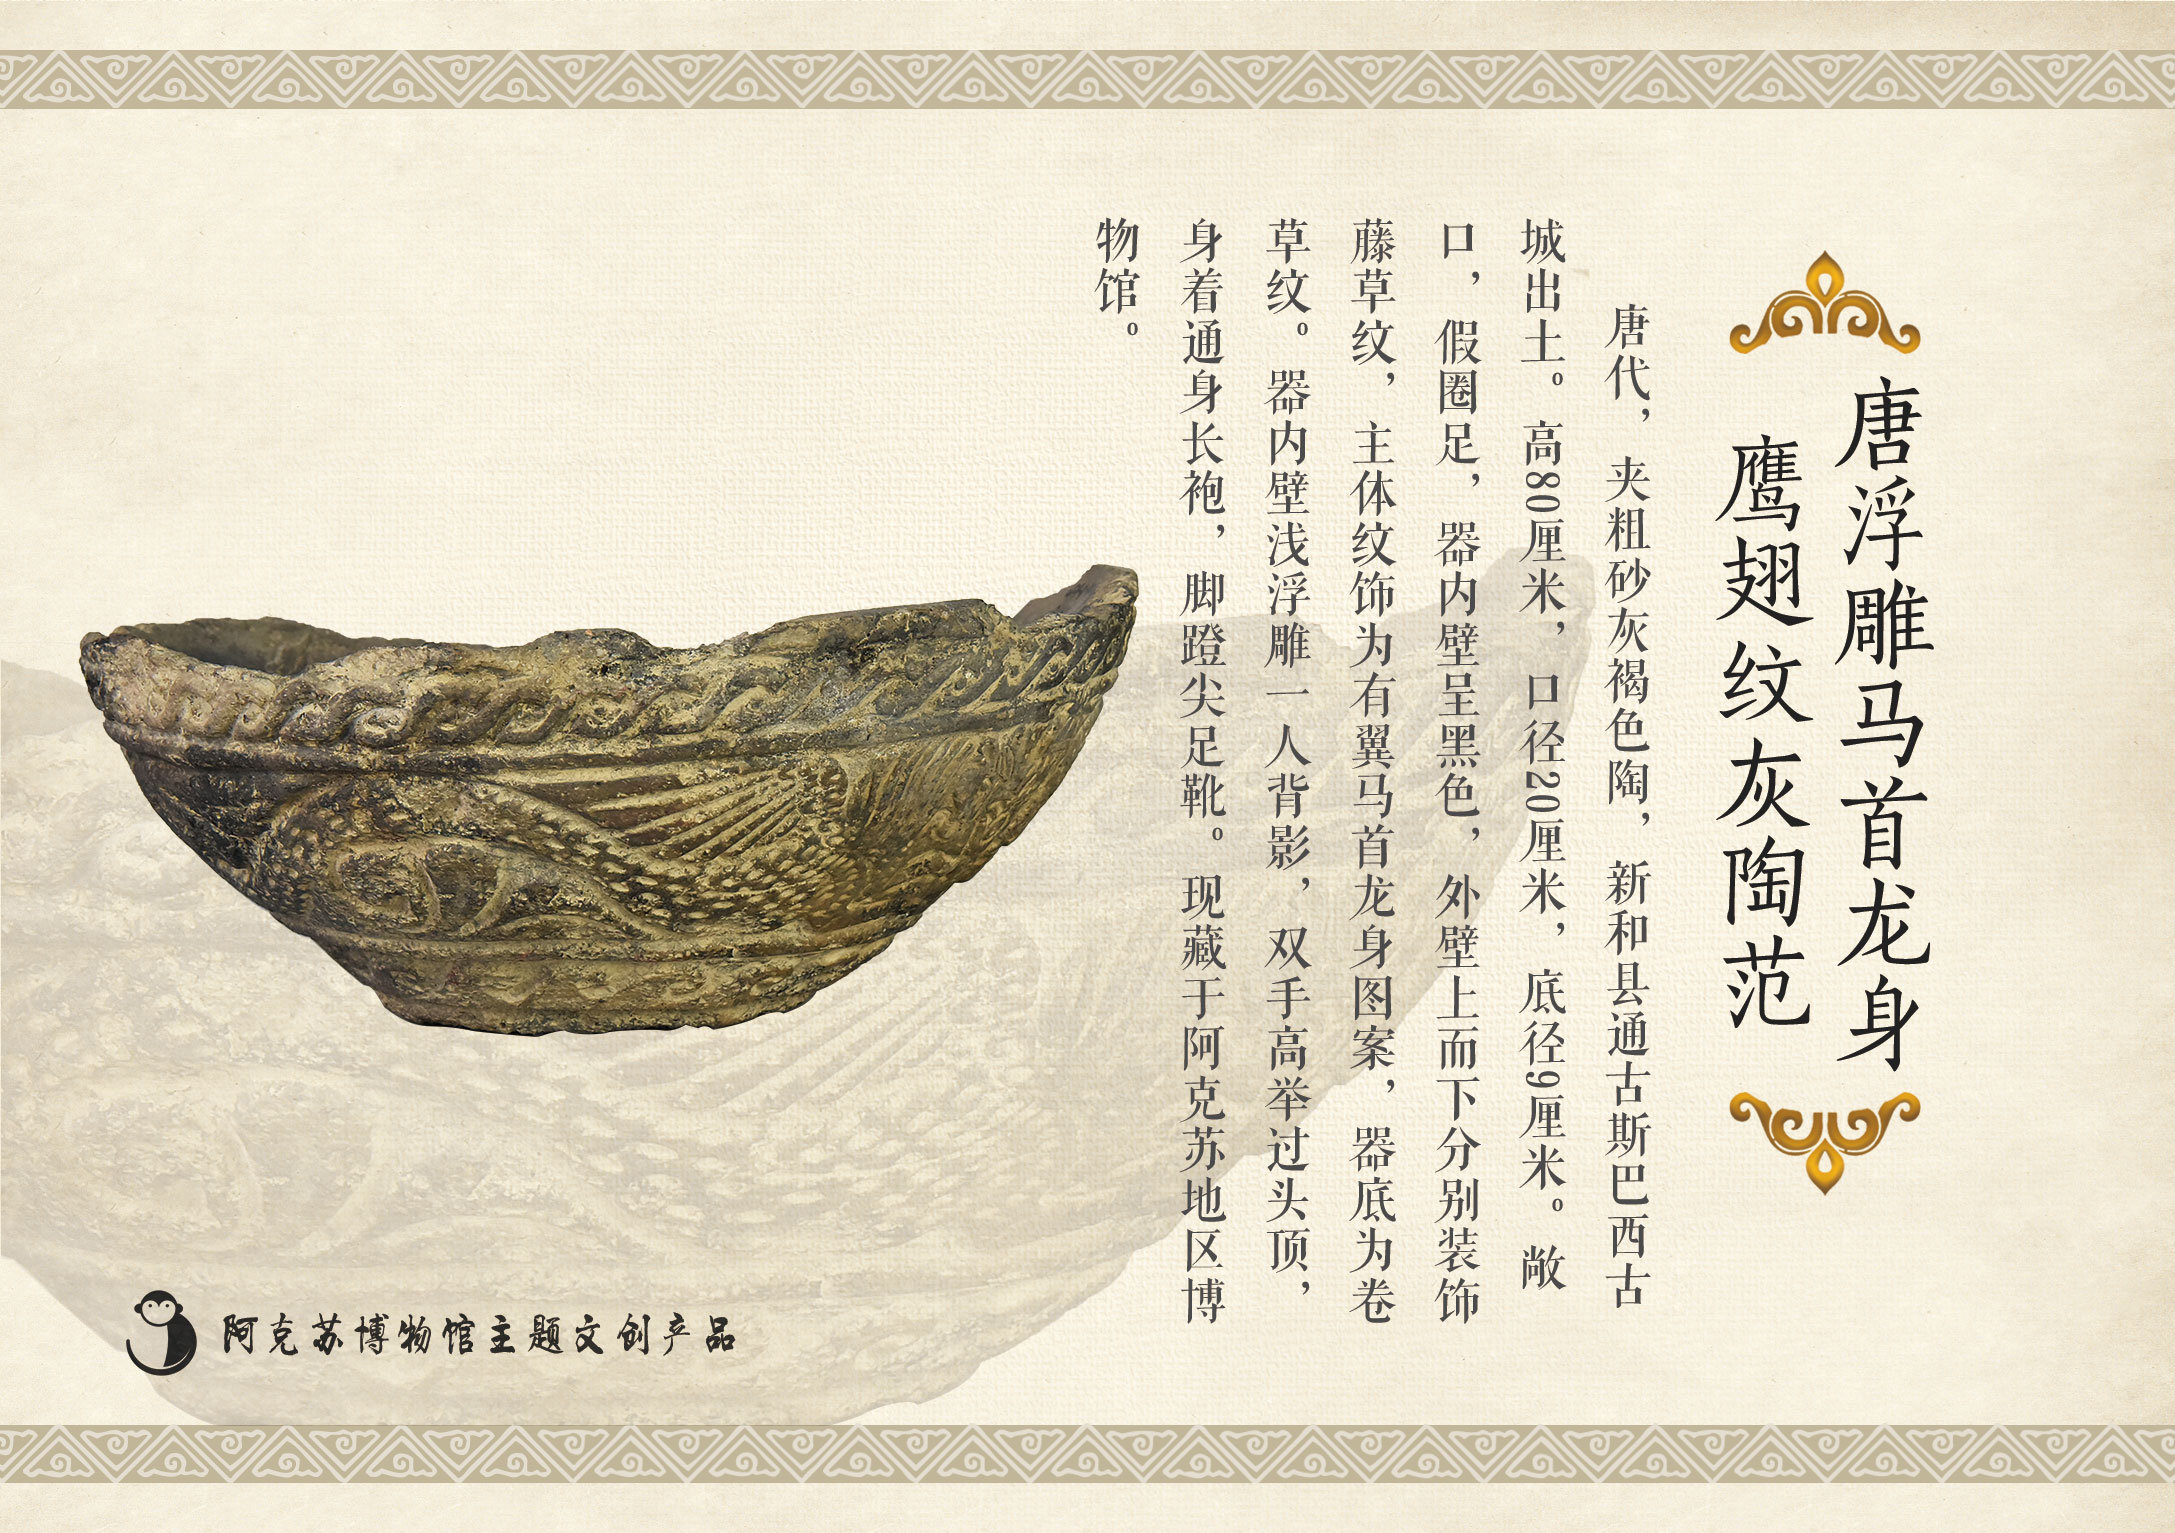 唐浮雕马首龙身
鹰翅纹灰陶范
唐代，夹粗砂灰褐色陶，新和县通古斯巴西古
城出土。高80厘米，口径20厘米，底径9厘米。敞
口，假圈足，器内壁呈黑色，外壁上而下分别装饰
藤草纹，主体纹饰为有翼马首龙身图案，器底为卷
草纹。器内壁浅浮雕一人背影，双手高举过头顶，
身着通身长袍，脚蹬尖足靴。现藏于阿克苏地区博
物馆。
阿克苏博物馆主题文创产品